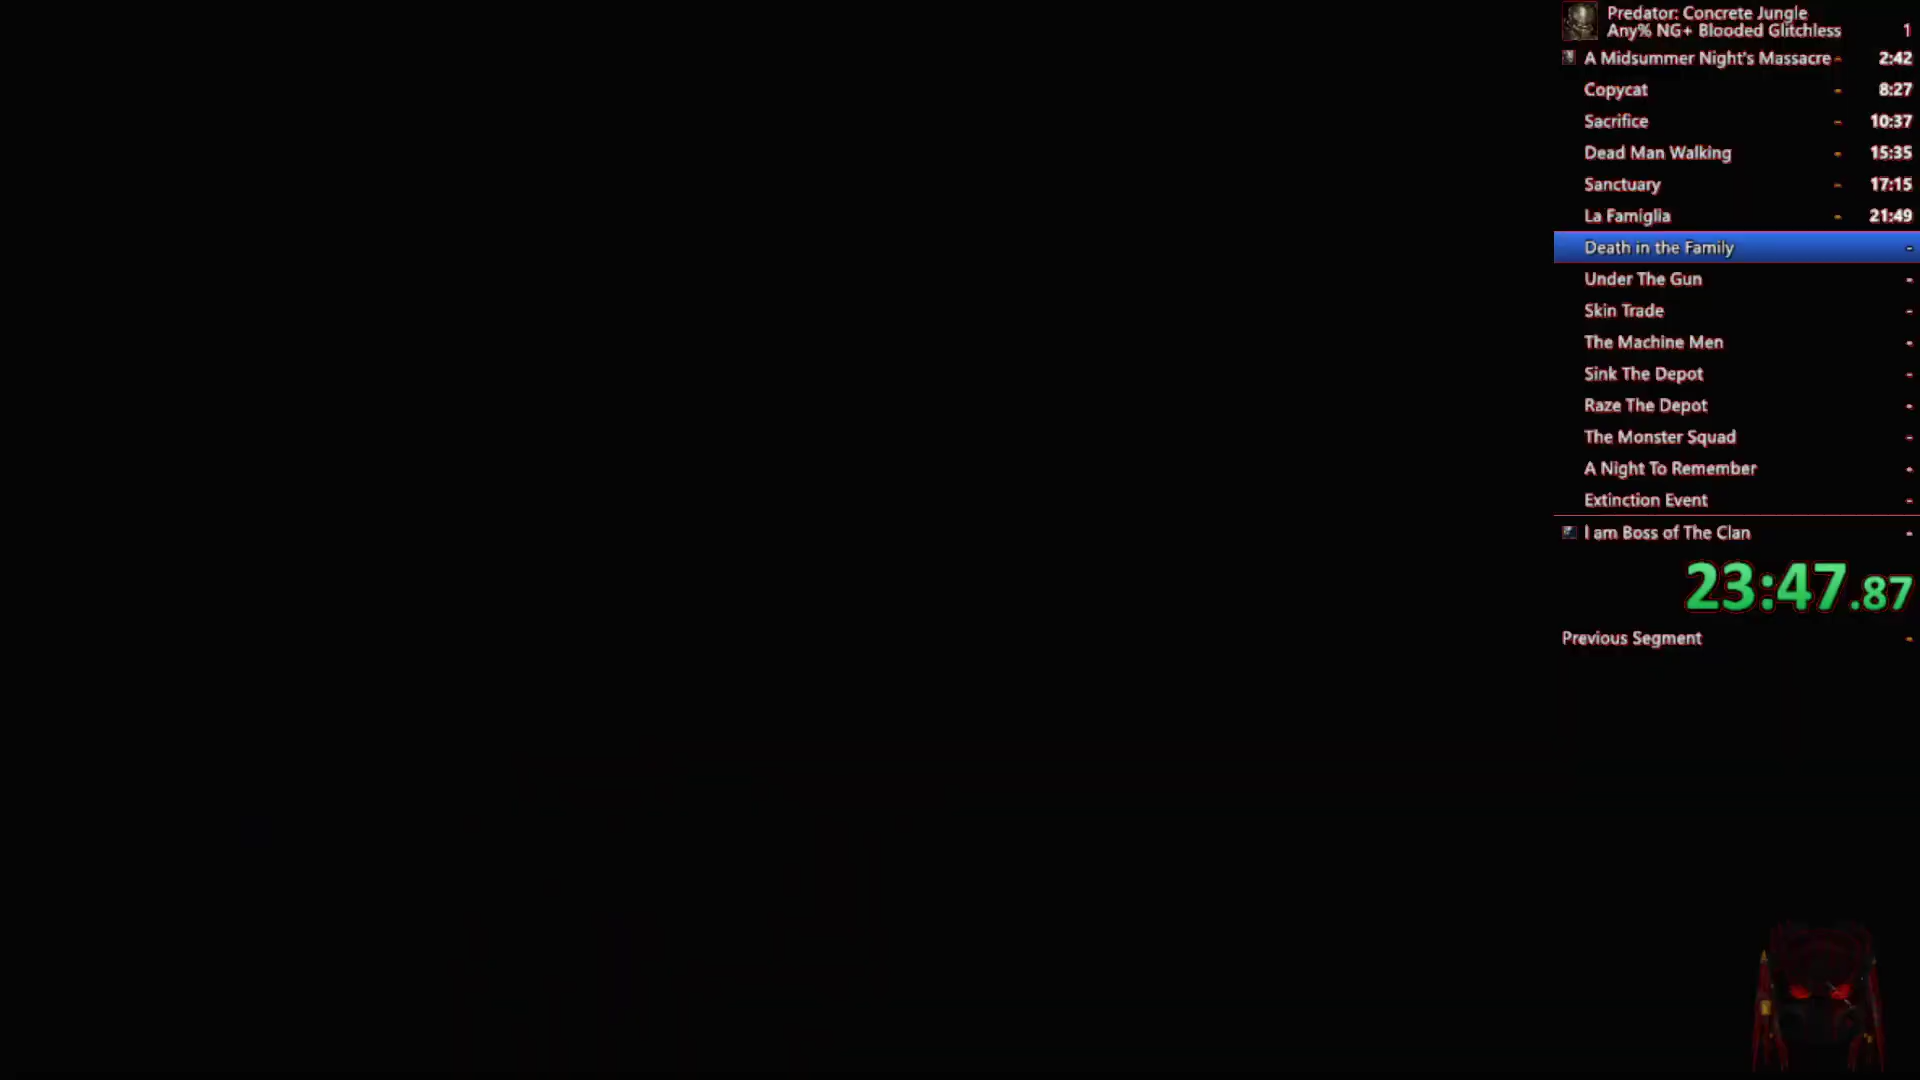 Predator: Concrete Jungle
Any% NG+ Blooded Glitchless 1
A Midsummer Night's Massacre - 2:42
Copycat - 8:27
Sacrifice - 10:37
Dead Man Walking - 15:35
Sanctuary - 17:15
La Famiglia - 21:49
Death in the Family -
Under The Gun -
Skin Trade -
The Machine Men -
Sink The Depot -
Raze The Depot -
The Monster Squad -
A Night To Remember -
Extinction Event -
I am Boss of The Clan -
23:47.87
Previous Segment -